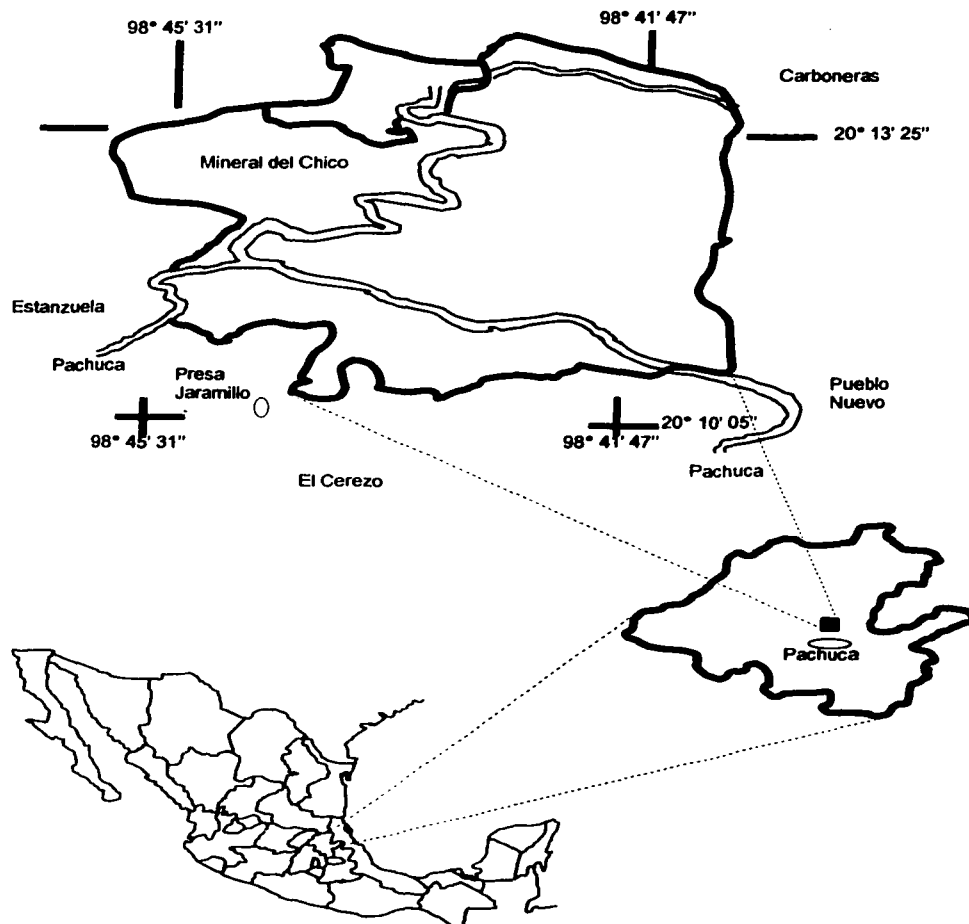 98° 45' 31"
98° 41' 47"
Carboneras
20° 13' 25"
Mineral del Chico
Estanzuela
Pachuca
Presa
Jaramillo
Pueblo
Nuevo
98° 45' 31"
20° 10' 05"
98° 41' 47"
Pachuca
El Cerezo
Pachuca